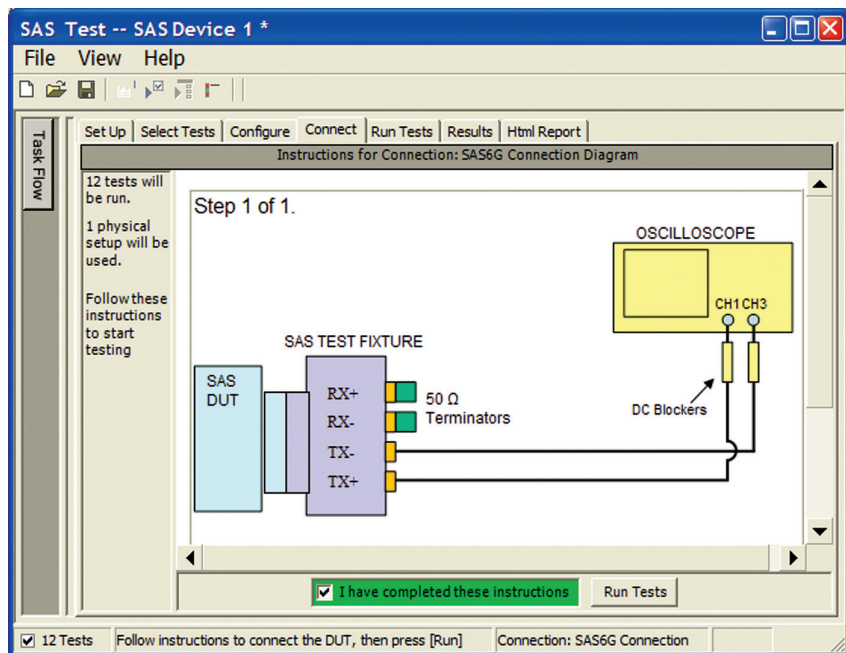 SAS Test -- SAS Device 1 *
File View Help
Task Flow
Set Up Select Tests Configure Connect Run Tests Results Html Report
Instructions for Connection: SAS6G Connection Diagram
12 tests will
be run.
1 physical
setup will be
used.
Follow these
instructions
to start
testing
Step 1 of 1.
OSCILLOSCOPE
CH1 CH3
SAS TEST FIXTURE
SAS
DUT
RX+
RX-
TX-
TX+
50 Ω
Terminators
DC Blockers
I have completed these instructions
Run Tests
12 Tests
Follow instructions to connect the DUT, then press [Run]
Connection: SAS6G Connection